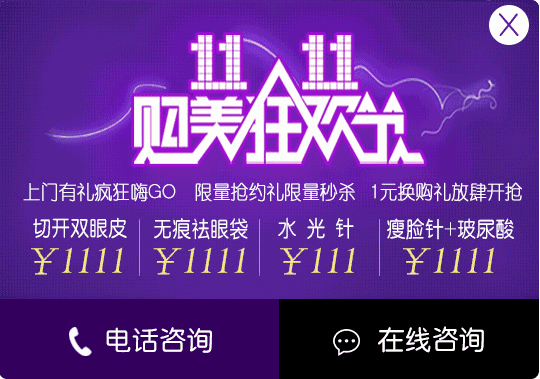 X
11 11
购美狂欢节
上门有礼疯狂嗨GO 限量抢约礼限量秒杀 1元换购礼放肆开抢
切开双眼皮 无痕祛眼袋 水光针 瘦脸针+玻尿酸
¥1111 ¥1111 ¥111 ¥1111
电话咨询 在线咨询